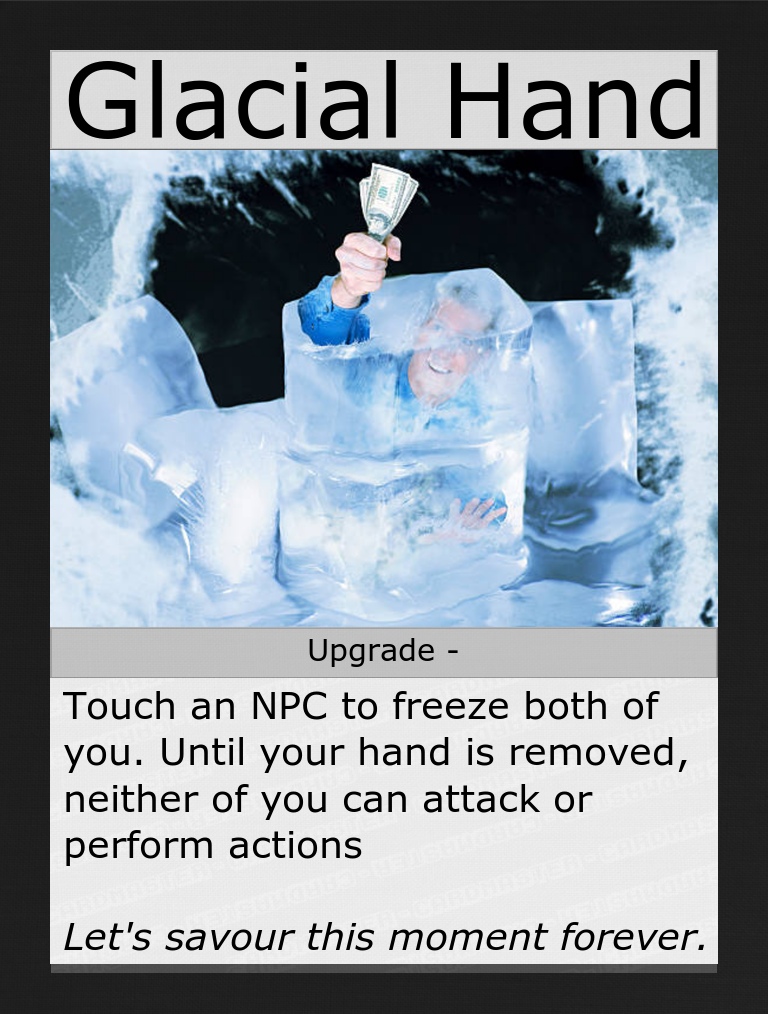 Glacial Hand
Upgrade -
Touch an NPC to freeze both of
you. Until your hand is removed,
neither of you can attack or
perform actions
Let's savour this moment forever.